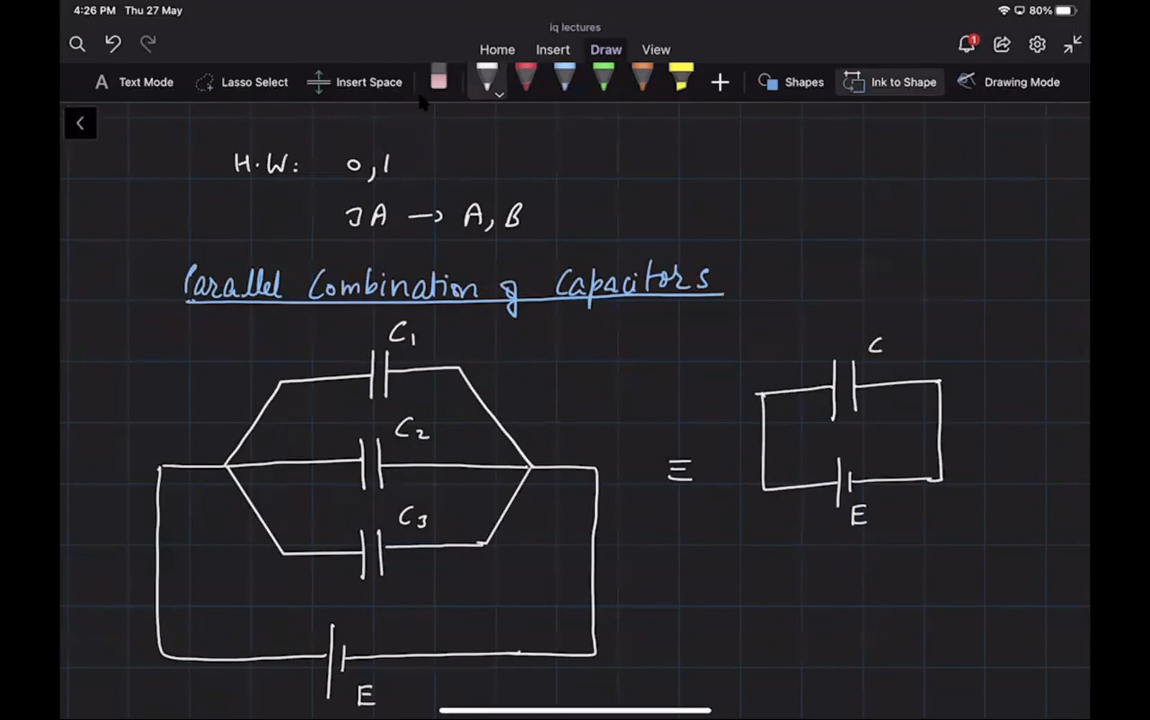 4:26 PM Thu 27 May 80%
iq lectures
Home Insert Draw View
1
Text Mode Lasso Select Insert Space Shapes Ink to Shape Drawing Mode
H.W: 0,1
JA → A, B
Parallel Combination of Capacitors
C1
C
C2
≡
C3
E
E